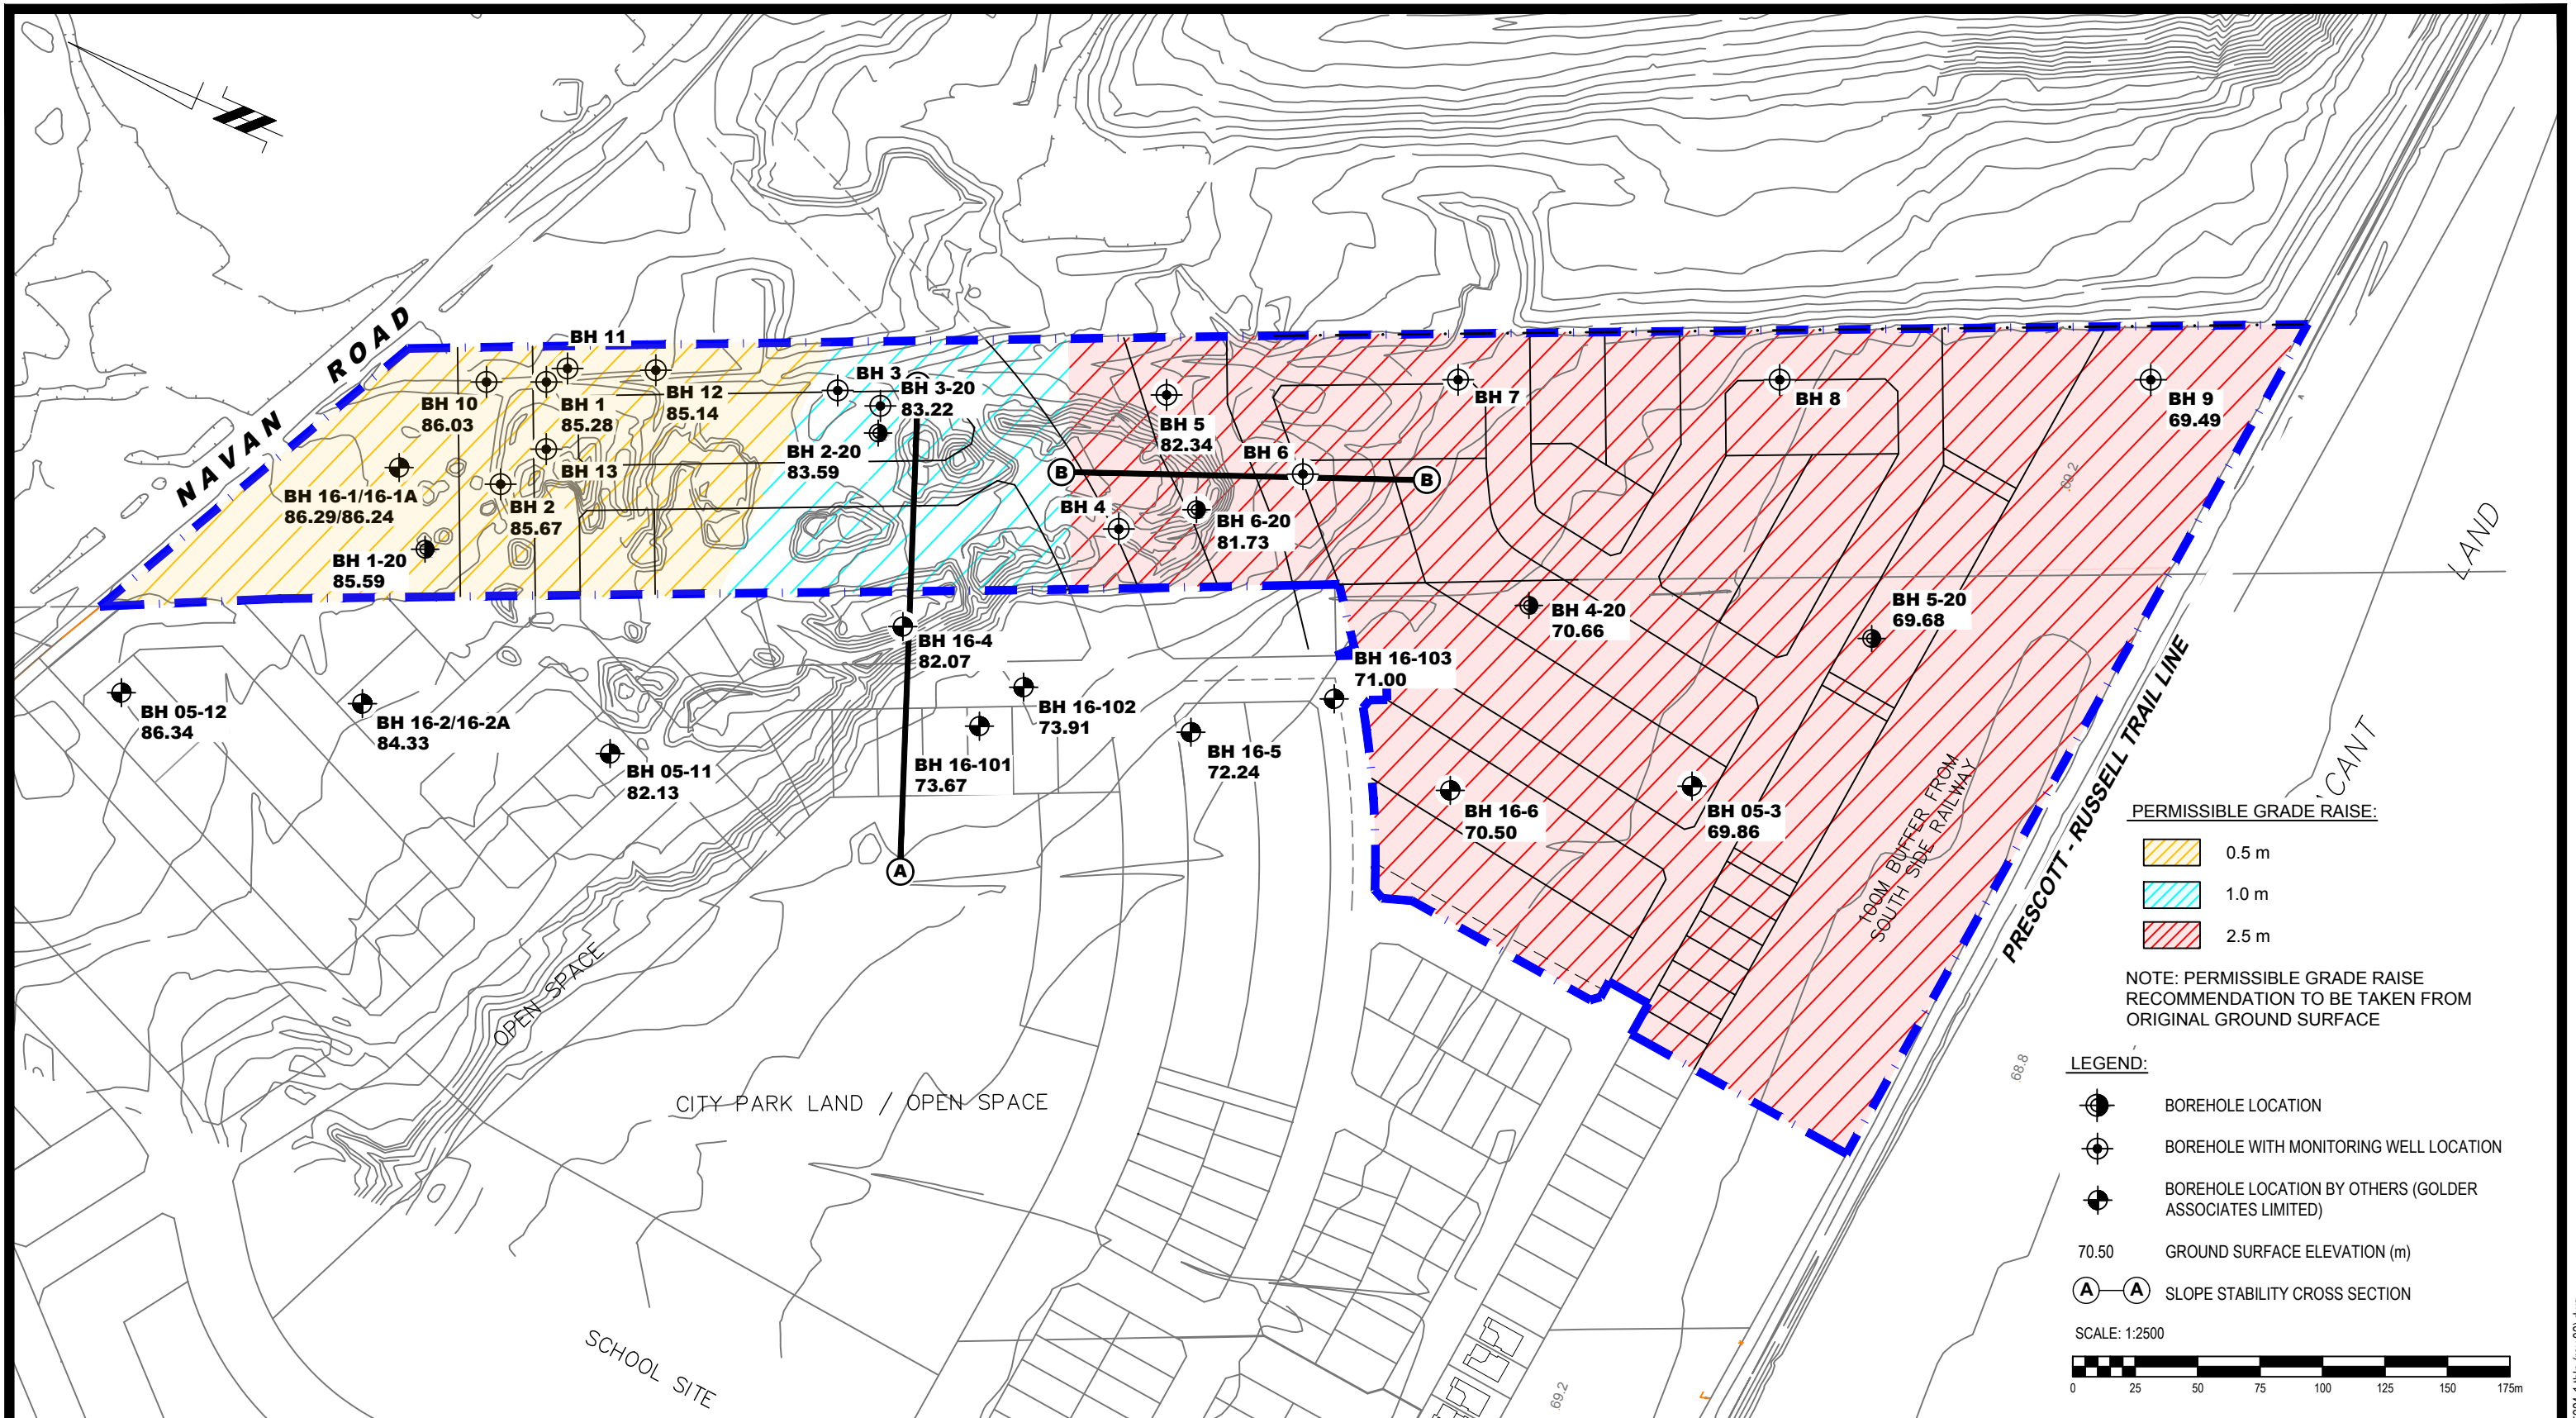 NAVAN ROAD
BH 11
BH 10
86.03
BH 1
85.28
BH 12
85.14
BH 3
BH 3-20
83.22
BH 2-20
83.59
BH 16-1/16-1A
86.29/86.24
BH 2
85.67
BH 13
BH 1-20
85.59
BH 5
82.34
BH 6
BH 7
BH 8
BH 9
69.49
B
B
BH 4
BH 6-20
81.73
69.2
LAND
BH 4-20
70.66
BH 5-20
69.68
BH 16-4
82.07
BH 16-103
71.00
BH 05-12
86.34
BH 16-2/16-2A
84.33
BH 16-102
73.91
BH 05-11
82.13
BH 16-101
73.67
BH 16-5
72.24
BH 16-6
70.50
BH 05-3
69.86
A
100M BUFFER FROM
SOUTH SIDE RAILWAY
PRESCOTT - RUSSELL TRAIL LINE
OPEN SPACE
CITY PARK LAND / OPEN SPACE
SCHOOL SITE
68.8
69.2
PERMISSIBLE GRADE RAISE:
0.5 m
1.0 m
2.5 m
NOTE: PERMISSIBLE GRADE RAISE
RECOMMENDATION TO BE TAKEN FROM
ORIGINAL GROUND SURFACE
LEGEND:
BOREHOLE LOCATION
BOREHOLE WITH MONITORING WELL LOCATION
BOREHOLE LOCATION BY OTHERS (GOLDER
ASSOCIATES LIMITED)
70.50 GROUND SURFACE ELEVATION (m)
A A SLOPE STABILITY CROSS SECTION
SCALE: 1:2500
0 25 50 75 100 125 150 175m